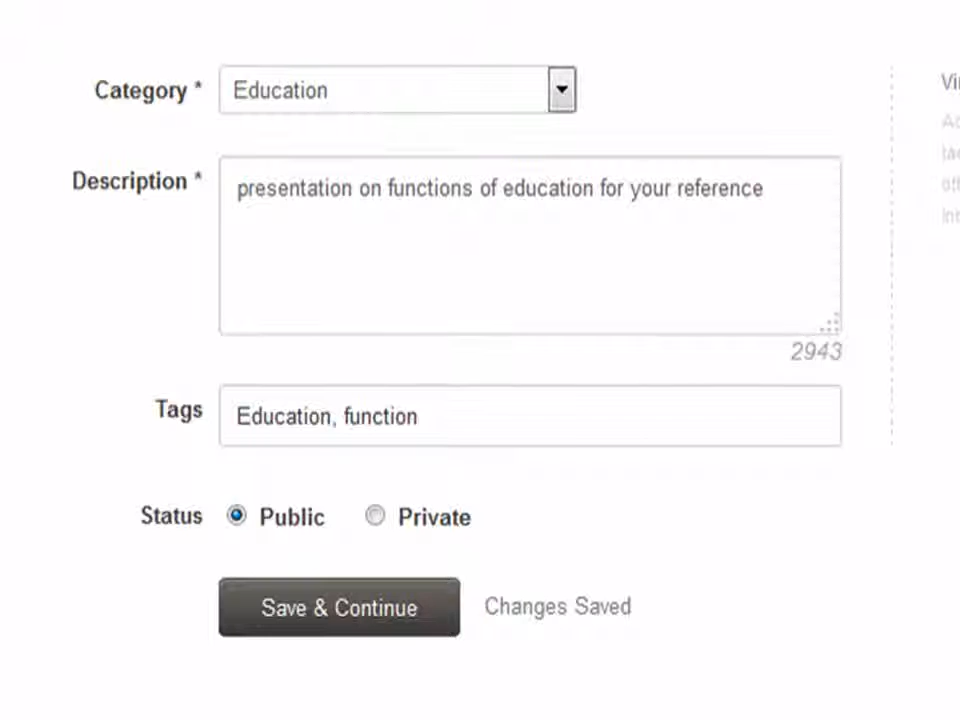 Category * Education
Description * presentation on functions of education for your reference
2943
Tags Education, function
Status Public Private
Save & Continue Changes Saved